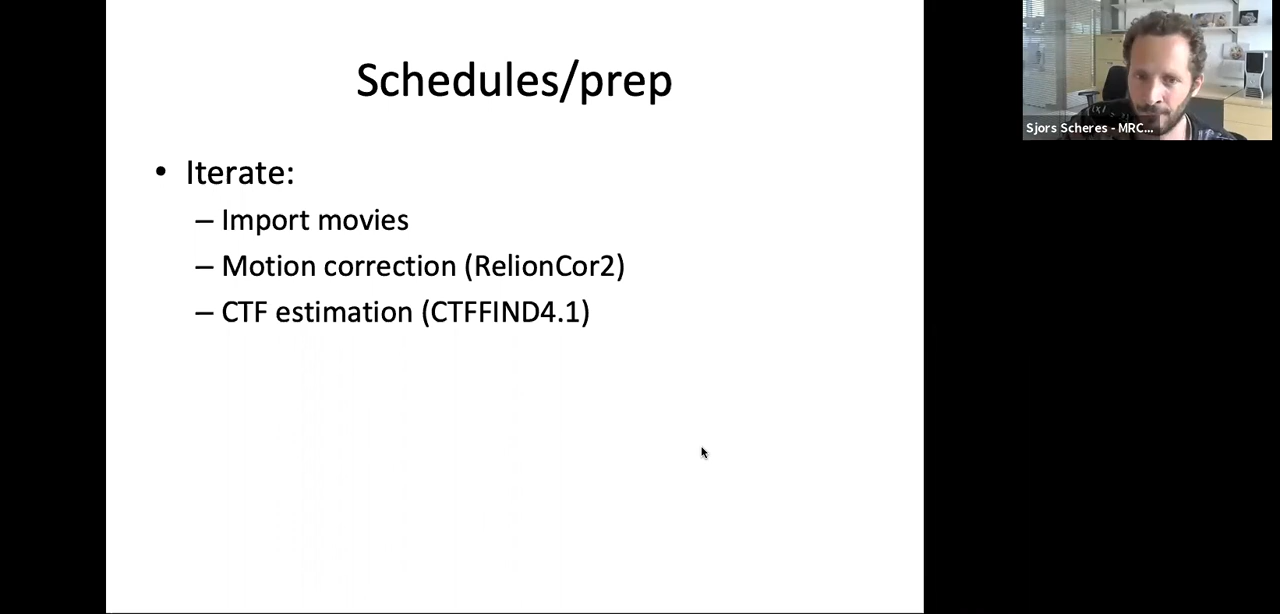 Schedules/prep
• Iterate:
– Import movies
– Motion correction (RelionCor2)
– CTF estimation (CTFFIND4.1)
Sjors Scheres - MRC...